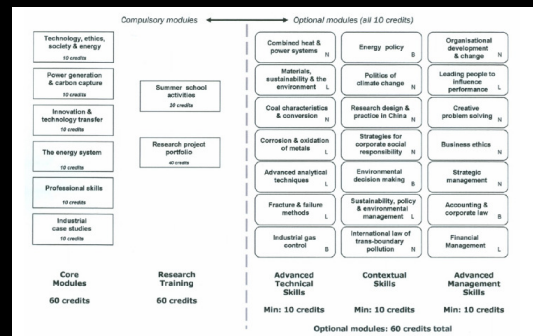 Compulsory modules
Optional modules (all 10 credits)
Technology, ethics,
society & energy
10 credits
Power generation
& carbon capture
10 credits
Innovation &
technology transfer
10 credits
The energy system
10 credits
Professional skills
10 credits
Industrial
case studies
10 credits
Core
Modules
60 credits
Summer school
activities
20 credits
Research project
portfolio
40 credits
Research
Training
60 credits
Combined heat &
power systems
N
Materials,
sustainability & the
environment
L
Coal characteristics
& conversion
N
Corrosion & oxidation
of metals
L
Advanced analytical
techniques
L
Fracture & failure
methods
L
Industrial gas
control
B
Advanced
Technical
Skills
Min: 10 credits
Energy policy
B
Politics of
climate change
N
Research design &
practice in China
N
Strategies for
corporate social
responsibility
N
Environmental
decision making
B
Sustainability, policy
& environmental
management
L
International law of
trans-boundary
pollution
N
Contextual
Skills
Min: 10 credits
Organisational
development
& change
N
Leading people to
influence
performance
L
Creative
problem solving
N
Business ethics
N
Strategic
management
N
Accounting &
corporate law
B
Financial
Management
L
Advanced
Management
Skills
Min: 10 credits
Optional modules: 60 credits total